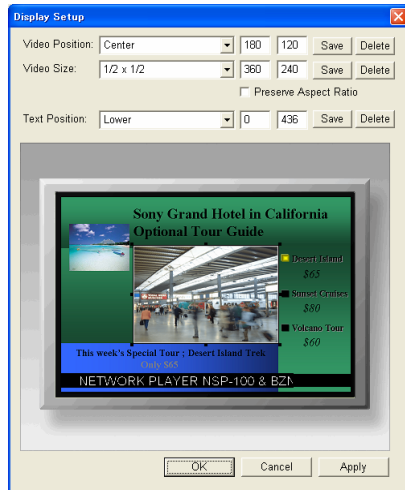 Display Setup
Video Position: Center 180 120 Save Delete
Video Size: 1/2 x 1/2 360 240 Save Delete
Preserve Aspect Ratio
Text Position: Lower 0 436 Save Delete
Sony Grand Hotel in California
Optional Tour Guide
Desert Island
$65
Sunset Cruises
$80
Volcano Tour
$60
This week's Special Tour ; Desert Island Trek
Only $65
NETWORK PLAYER NSP-100 & BZN
OK Cancel Apply